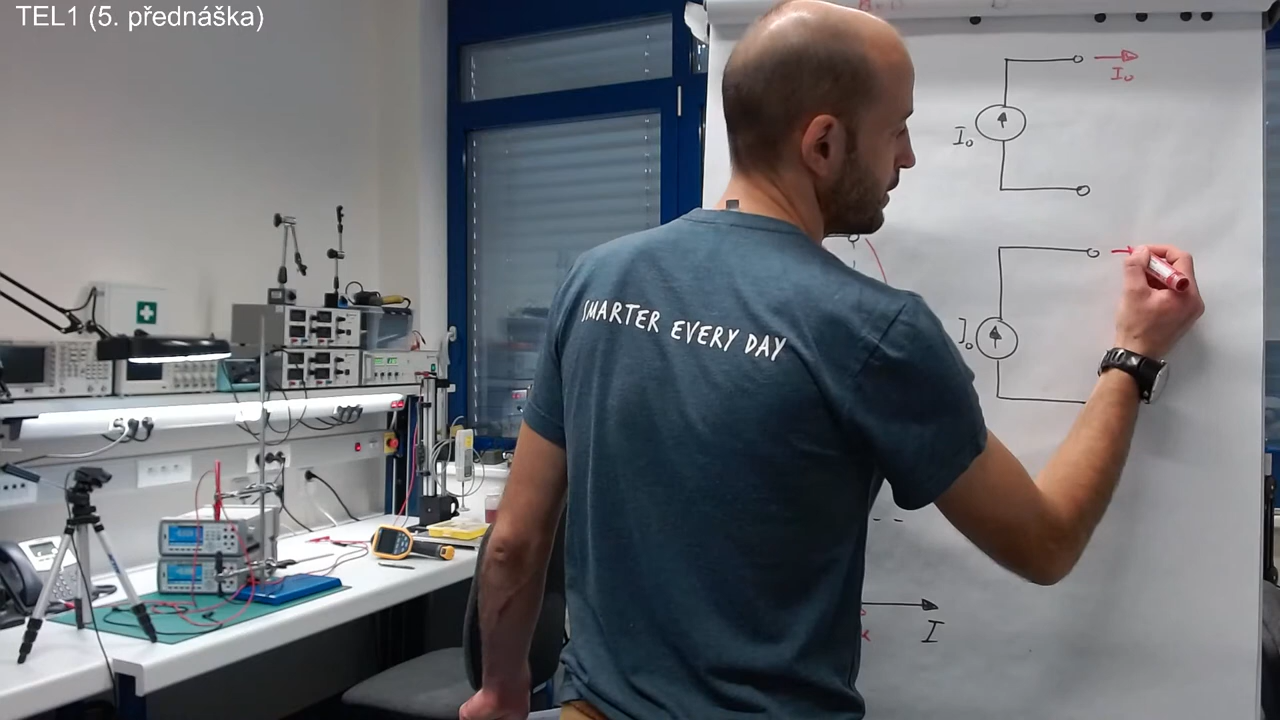 TEL1 (5. přednáška)
I₀
I₀
SMARTER EVERY DAY
I₀
I